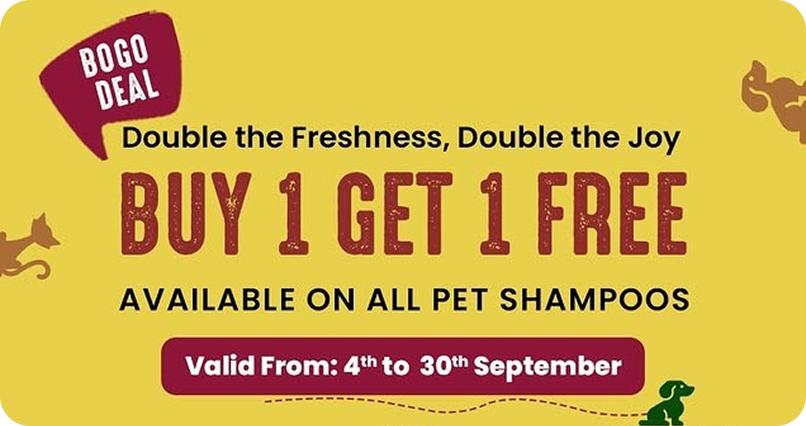 BOGO
DEAL
Double the Freshness, Double the Joy
BUY 1 GET 1 FREE
AVAILABLE ON ALL PET SHAMPOOS
Valid From: 4th to 30th September